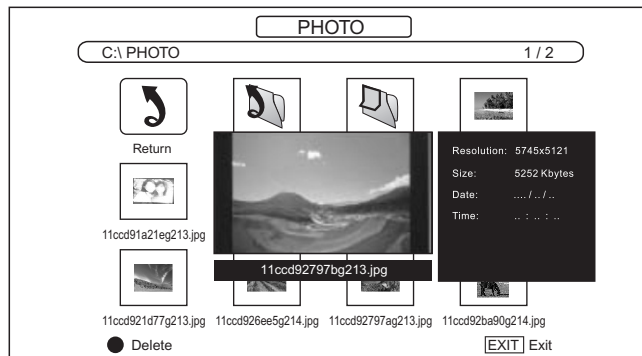 PHOTO
C:\ PHOTO 1 / 2
Return
Resolution: 5745x5121
Size: 5252 Kbytes
Date: .... / .. / ..
Time: .. : .. : ..
11ccd91a21eg213.jpg
11ccd92797bg213.jpg
11ccd921d77g213.jpg 11ccd926ee5g214.jpg 11ccd92797ag213.jpg 11ccd92ba90g214.jpg
Delete EXIT Exit